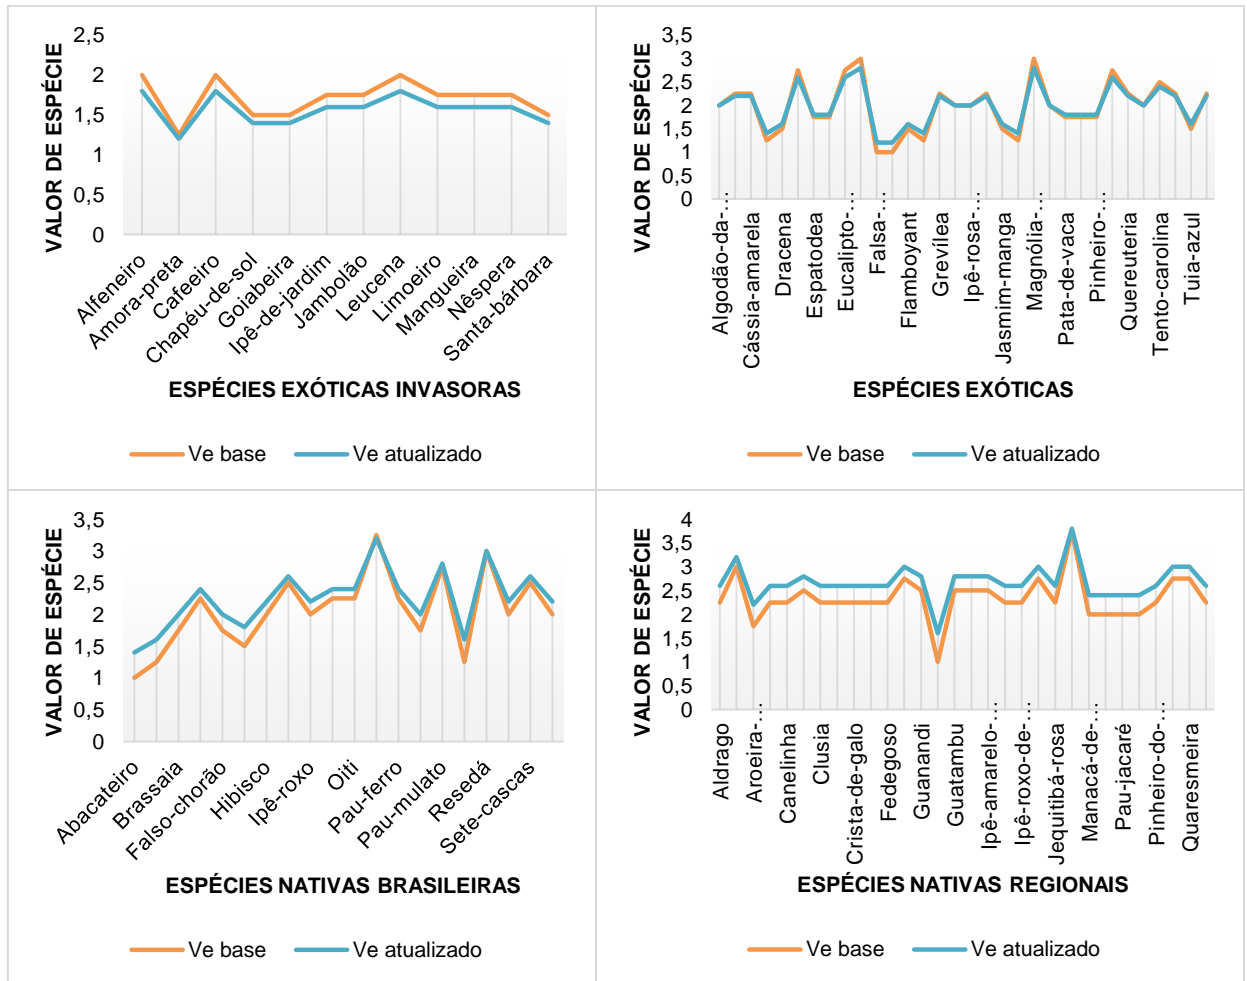 VALOR DE ESPÉCIE
2,5
2
1,5
1
0,5
0
Alfeneiro
Amora-preta
Cafeeiro
Chapéu-de-sol
Goiabeira
Ipê-de-jardim
Jambolão
Leucena
Limoeiro
Mangueira
Nêspera
Santa-bárbara
ESPÉCIES EXÓTICAS INVASORAS
Ve base
Ve atualizado
VALOR DE ESPÉCIE
3,5
3
2,5
2
1,5
1
0,5
0
Algodão-da-…
Cássia-amarela
Dracena
Espatodea
Eucalipto-…
Falsa-…
Flamboyant
Grevílea
Ipê-rosa-…
Jasmim-manga
Magnólia-…
Pata-de-vaca
Pinheiro-…
Quereuteria
Tento-carolina
Tuia-azul
ESPÉCIES EXÓTICAS
Ve base
Ve atualizado
VALOR DE ESPÉCIE
3,5
3
2,5
2
1,5
1
0,5
0
Abacateiro
Brassaia
Falso-chorão
Hibisco
Ipê-roxo
Oiti
Pau-ferro
Pau-mulato
Resedá
Sete-cascas
ESPÉCIES NATIVAS BRASILEIRAS
Ve base
Ve atualizado
VALOR DE ESPÉCIE
4
3,5
3
2,5
2
1,5
1
0,5
0
Aldrago
Aroeira-…
Canelinha
Clusia
Crista-de-galo
Fedegoso
Guanandi
Guatambu
Ipê-amarelo-…
Ipê-roxo-de-…
Jequitibá-rosa
Manacá-de-…
Pau-jacaré
Pinheiro-do-…
Quaresmeira
ESPÉCIES NATIVAS REGIONAIS
Ve base
Ve atualizado